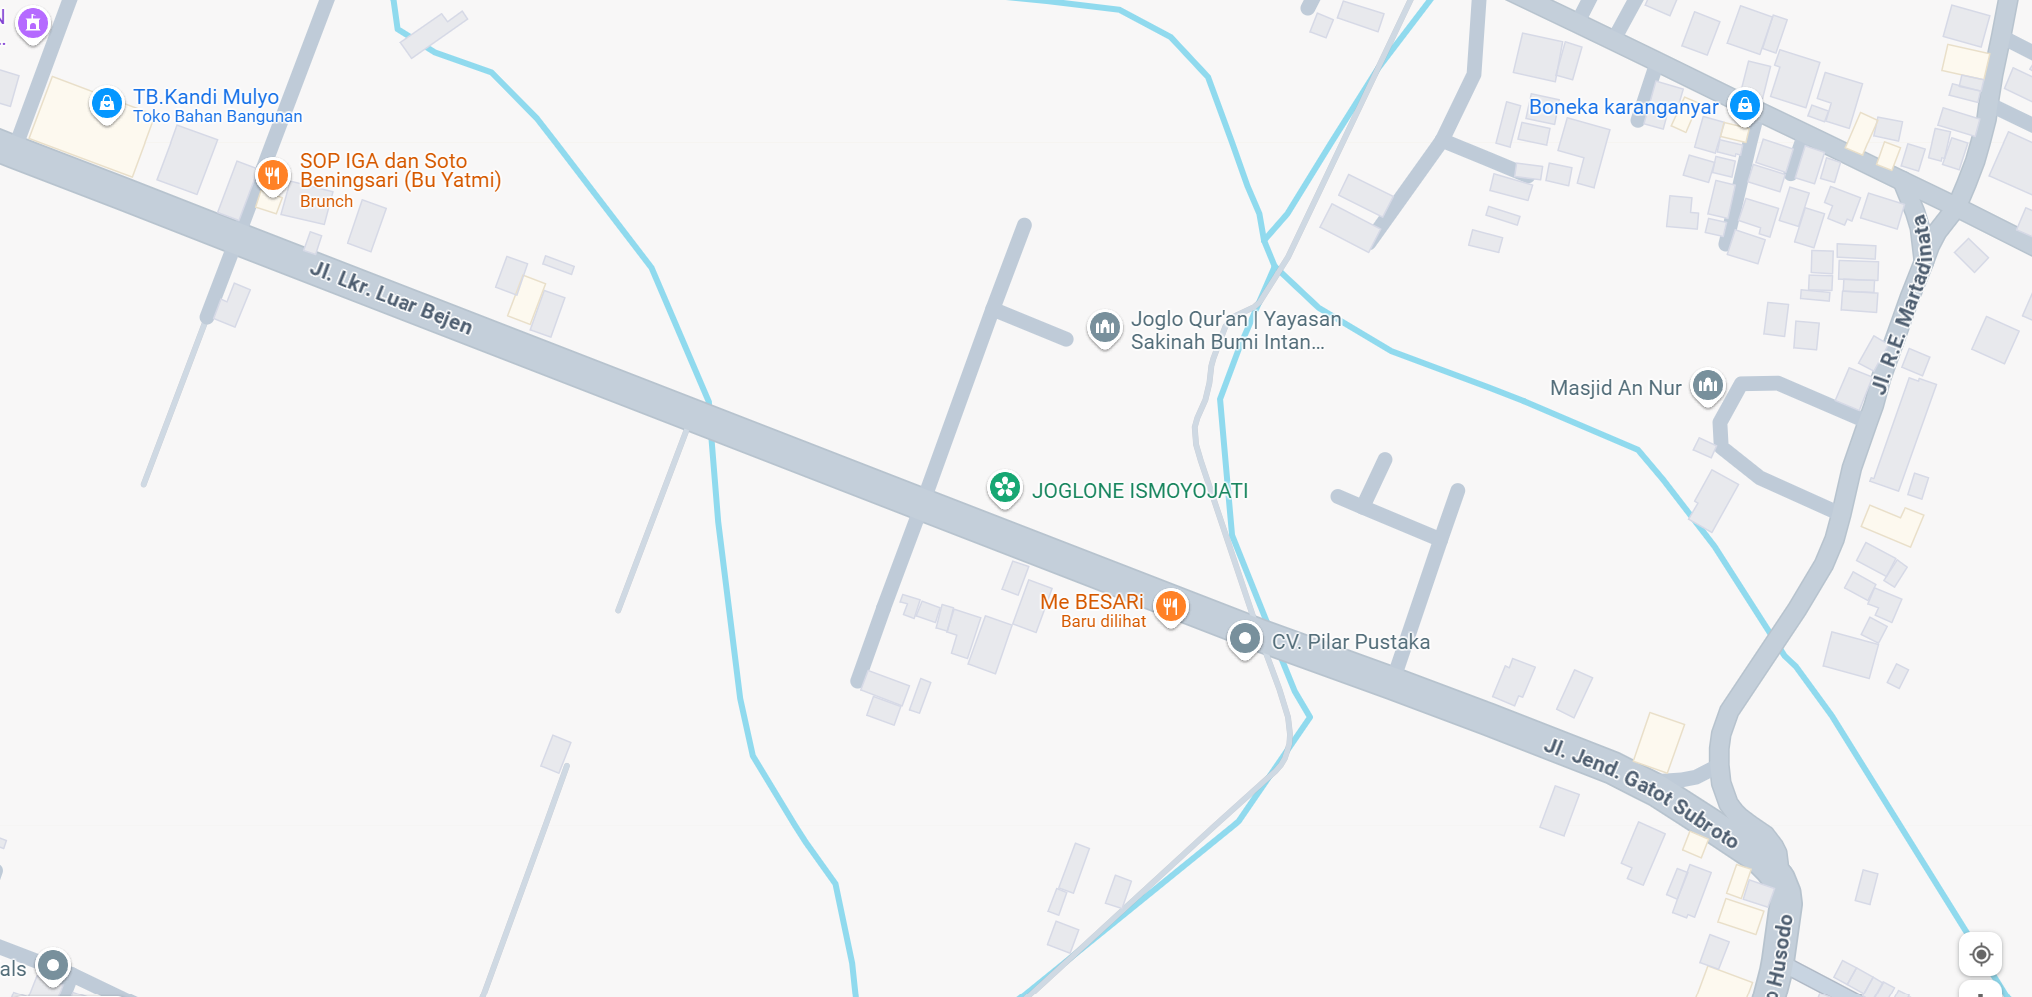 N
TB.Kandi Mulyo
Toko Bahan Bangunan
Boneka karanganyar
SOP IGA dan Soto
Beningsari (Bu Yatmi)
Brunch
Jl. Lkr. Luar Bejen
Jl. R.E. Martadinata
Joglo Qur'an | Yayasan
Sakinah Bumi Intan...
Masjid An Nur
JOGLONE ISMOYOJATI
Me BESARi
Baru dilihat
CV. Pilar Pustaka
Jl. Jend. Gatot Subroto
als
o Husodo